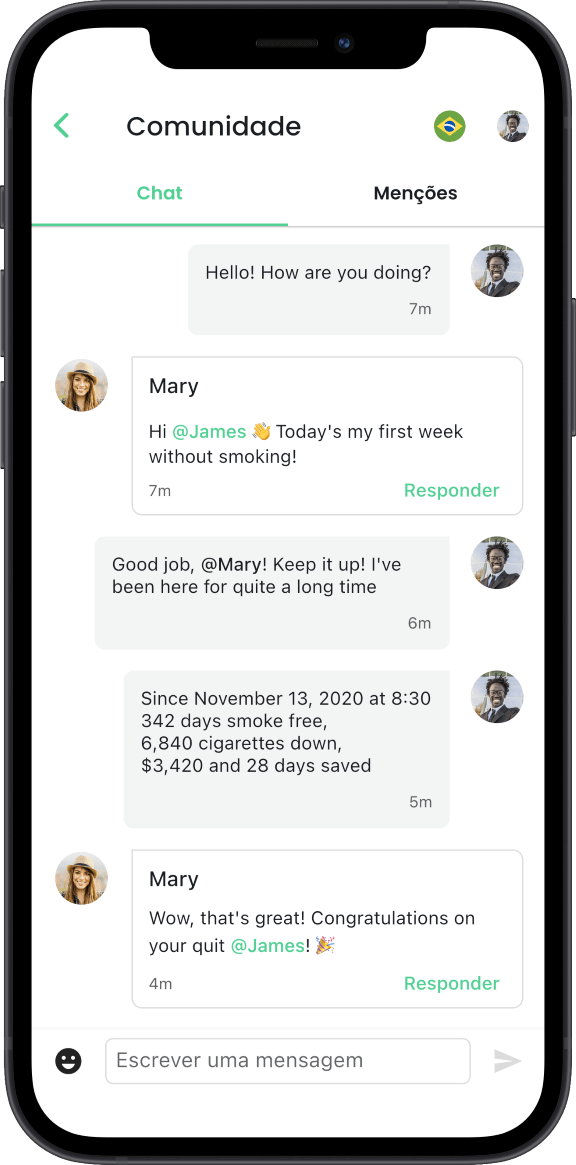 Comunidade
Chat
Menções
Hello! How are you doing?
7m
Mary
Hi @James 👋 Today's my first week
without smoking!
7m
Responder
Good job, @Mary! Keep it up! I've
been here for quite a long time
6m
Since November 13, 2020 at 8:30
342 days smoke free,
6,840 cigarettes down,
$3,420 and 28 days saved
5m
Mary
Wow, that's great! Congratulations on
your quit @James! 🎉
4m
Responder
Escrever uma mensagem